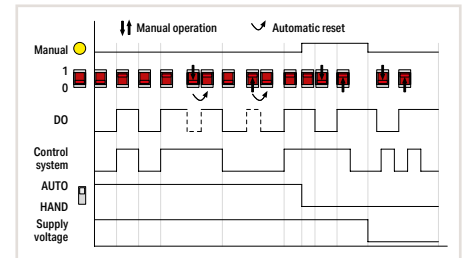 Manual operation
Automatic reset
Manual
1
0
DO
Control
system
AUTO
HAND
Supply
voltage